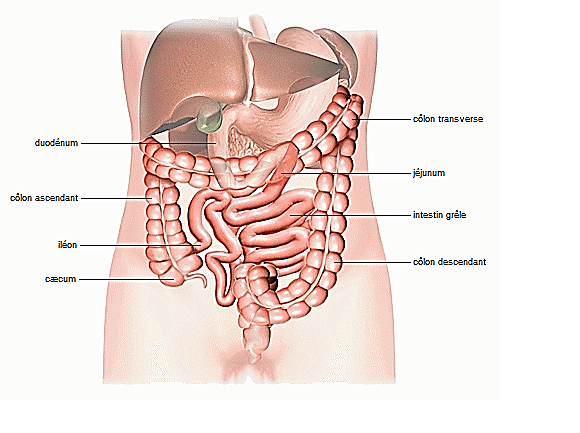 duodénum
côlon ascendant
iléon
cæcum
côlon transverse
jéjunum
intestin grêle
côlon descendant